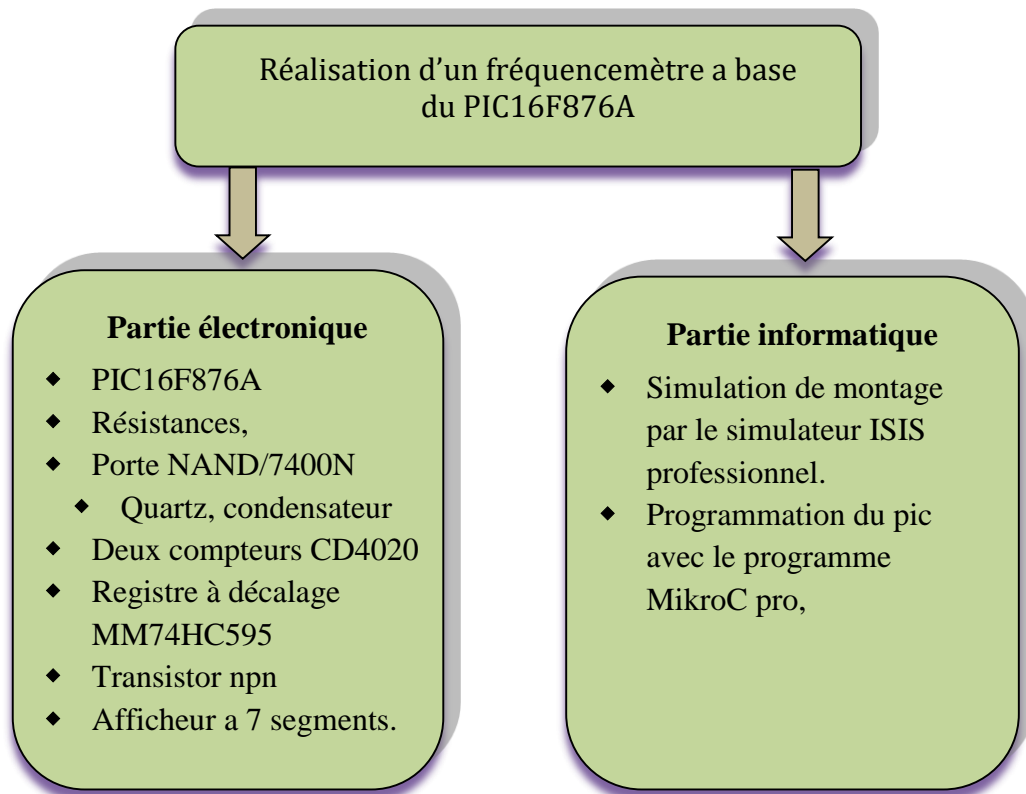 Réalisation d’un fréquencemètre a base
du PIC16F876A
Partie électronique
◆ PIC16F876A
◆ Résistances,
◆ Porte NAND/7400N
◆ Quartz, condensateur
◆ Deux compteurs CD4020
◆ Registre à décalage
MM74HC595
◆ Transistor npn
◆ Afficheur a 7 segments.
Partie informatique
◆ Simulation de montage
par le simulateur ISIS
professionnel.
◆ Programmation du pic
avec le programme
MikroC pro,